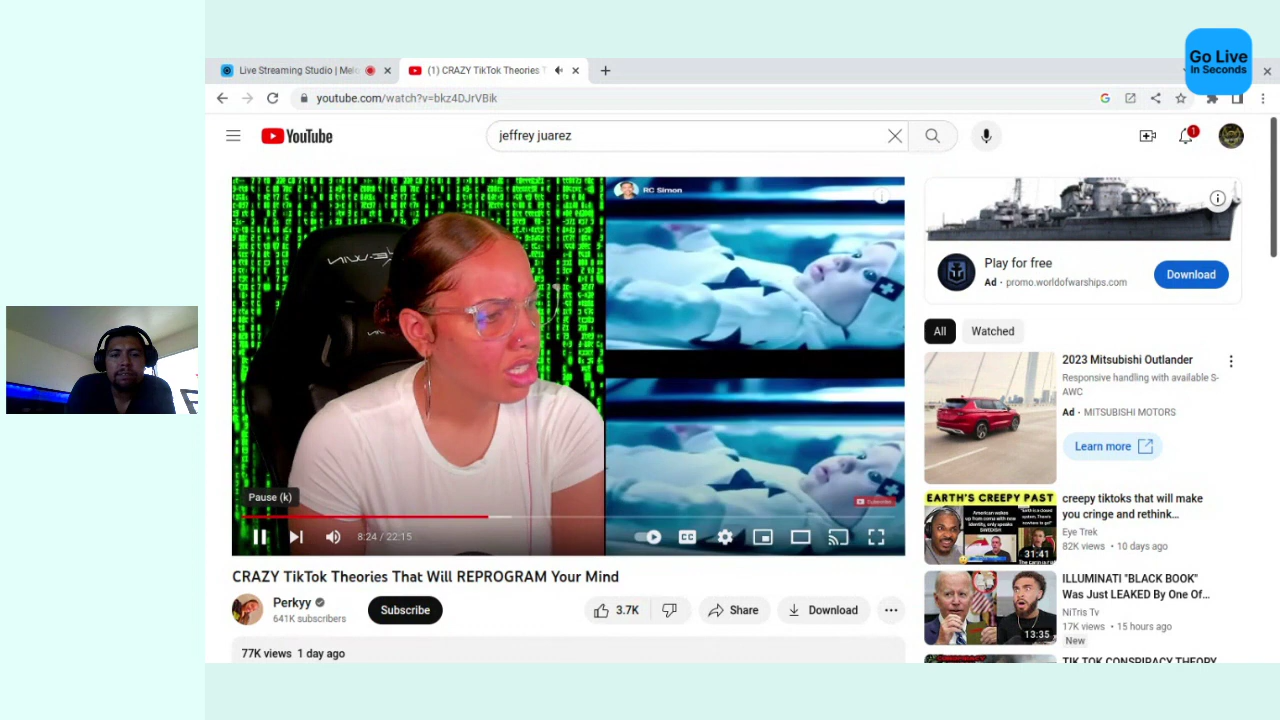 Go Live
In Seconds
Live Streaming Studio | Melo
(1) CRAZY TikTok Theories T
youtube.com/watch?v=bkz4DJrVBik
YouTube
jeffrey juarez
1
RC Simon
Play for free
Ad · promo.worldofwarships.com
Download
All
Watched
2023 Mitsubishi Outlander
Responsive handling with available S-
AWC
Ad · MITSUBISHI MOTORS
Learn more
Pause (k)
Subscribe
8:24 / 22:15
CC
CRAZY TikTok Theories That Will REPROGRAM Your Mind
Perkyy
641K subscribers
Subscribe
3.7K
Share
Download
77K views 1 day ago
EARTH'S CREEPY PAST
31:41
creepy tiktoks that will make
you cringe and rethink...
Eye Trek
82K views • 10 days ago
13:35
ILLUMINATI "BLACK BOOK"
Was Just LEAKED By One Of...
NiTris Tv
17K views • 15 hours ago
New
TIK TOK CONSPIRACY THEORY